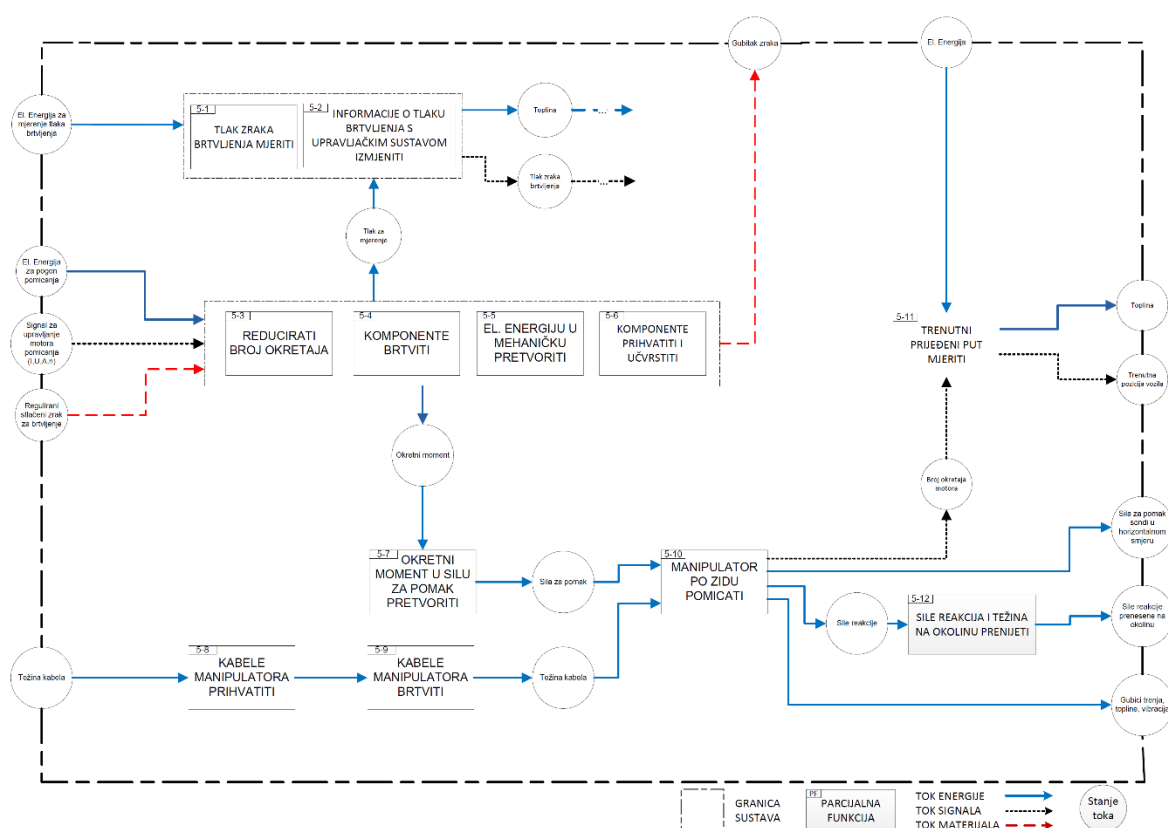 Gubitak zraka
El. Energija
El. Energija za
mjerenje tlaka
brtvljenja
5-1
TLAK ZRAKA
BRTVLJENJA MJERITI
5-2
INFORMACIJE O TLAKU
BRTVLJENJA S
UPRAVLJAČKIM SUSTAVOM
IZMJENITI
Toplina
...
Tlak zraka
brtvljenja
...
Tlak za
mjerenje
El. Energija
za pogon
pomicanja
Signal za
upravljanje
motora
pomicanja
(I,U,A,n)
Regulirani
stlačeni zrak
za brtvljenje
5-3
REDUCIRATI
BROJ OKRETAJA
5-4
KOMPONENTE
BRTVITI
5-5
EL. ENERGIJU U
MEHANIČKU
PRETVORITI
5-6
KOMPONENTE
PRIHVATITI I
UČVRSTITI
5-11
TRENUTNI
PRIJEĐENI PUT
MJERITI
Toplina
Trenutna
pozicija vozila
Okretni moment
Broj okretaja
motora
5-7
OKRETNI
MOMENT U SILU
ZA POMAK
PRETVORITI
Sila za pomak
5-10
MANIPULATOR
PO ZIDU
POMICATI
Sila za pomak
sondi u
horizontalnom
smjeru
Sile reakcije
5-12
SILE REAKCIJA I TEŽINA
NA OKOLINU PRENIJETI
Sile reakcije
prenesene na
okolinu
Težina kabela
5-8
KABELE
MANIPULATORA
PRIHVATITI
5-9
KABELE
MANIPULATORA
BRTVITI
Težina kabela
Gubici trenja,
topline, vibracija
GRANICA
SUSTAVA
PF
PARCIJALNA
FUNKCIJA
TOK ENERGIJE
TOK SIGNALA
TOK MATERIJALA
Stanje
toka